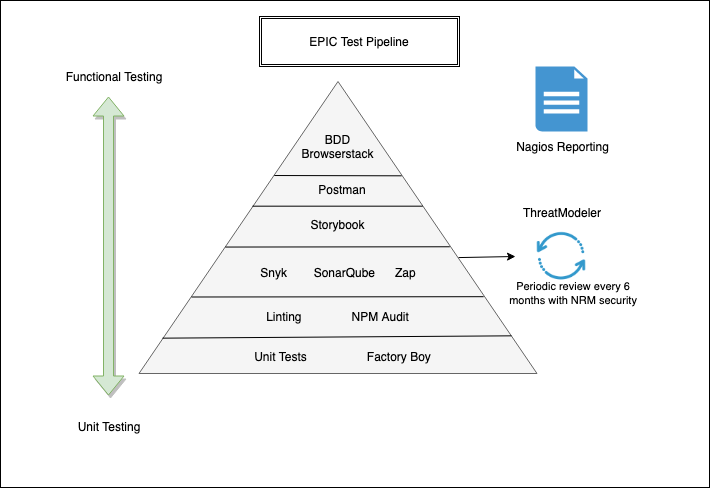 EPIC Test Pipeline
Functional Testing
BDD
Browserstack
Nagios Reporting
Postman
Storybook
ThreatModeler
Snyk SonarQube Zap
Periodic review every 6
months with NRM security
Linting NPM Audit
Unit Tests Factory Boy
Unit Testing